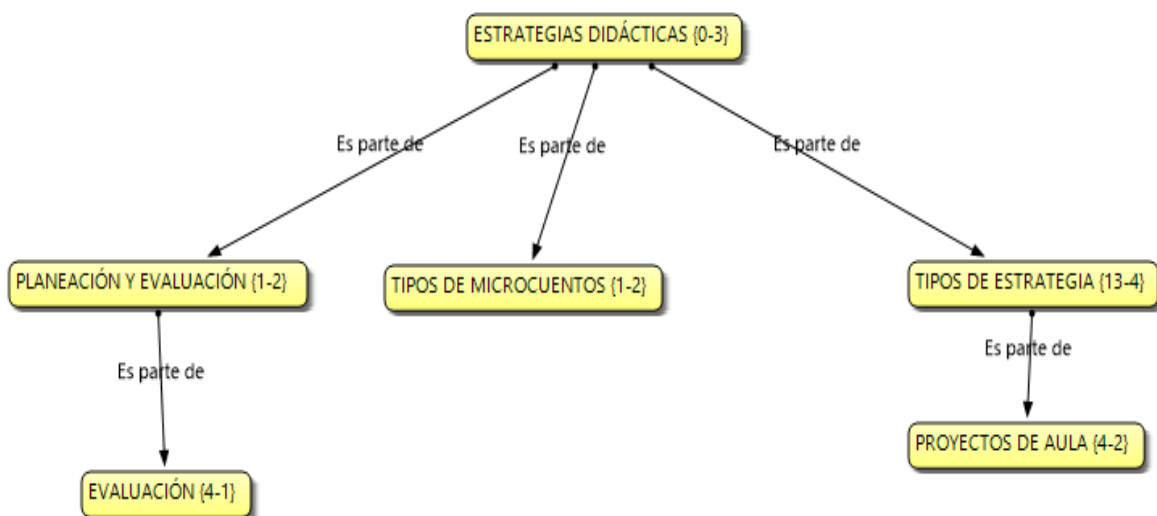 ESTRATEGIAS DIDÁCTICAS {0-3}
Es parte de
Es parte de
Es parte de
PLANEACIÓN Y EVALUACIÓN {1-2}
TIPOS DE MICROCUENTOS {1-2}
TIPOS DE ESTRATEGIA {13-4}
Es parte de
Es parte de
PROYECTOS DE AULA {4-2}
EVALUACIÓN {4-1}